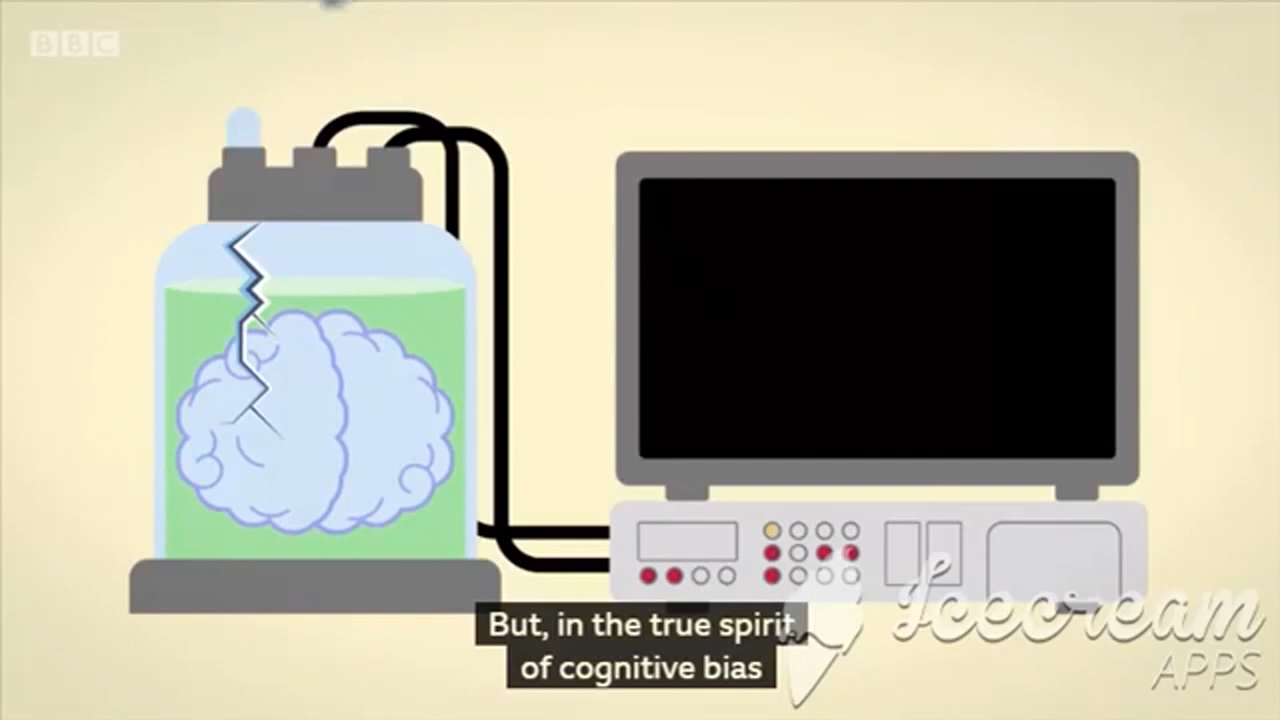 BBC
But, in the true spirit
of cognitive bias
Icecream
APPS